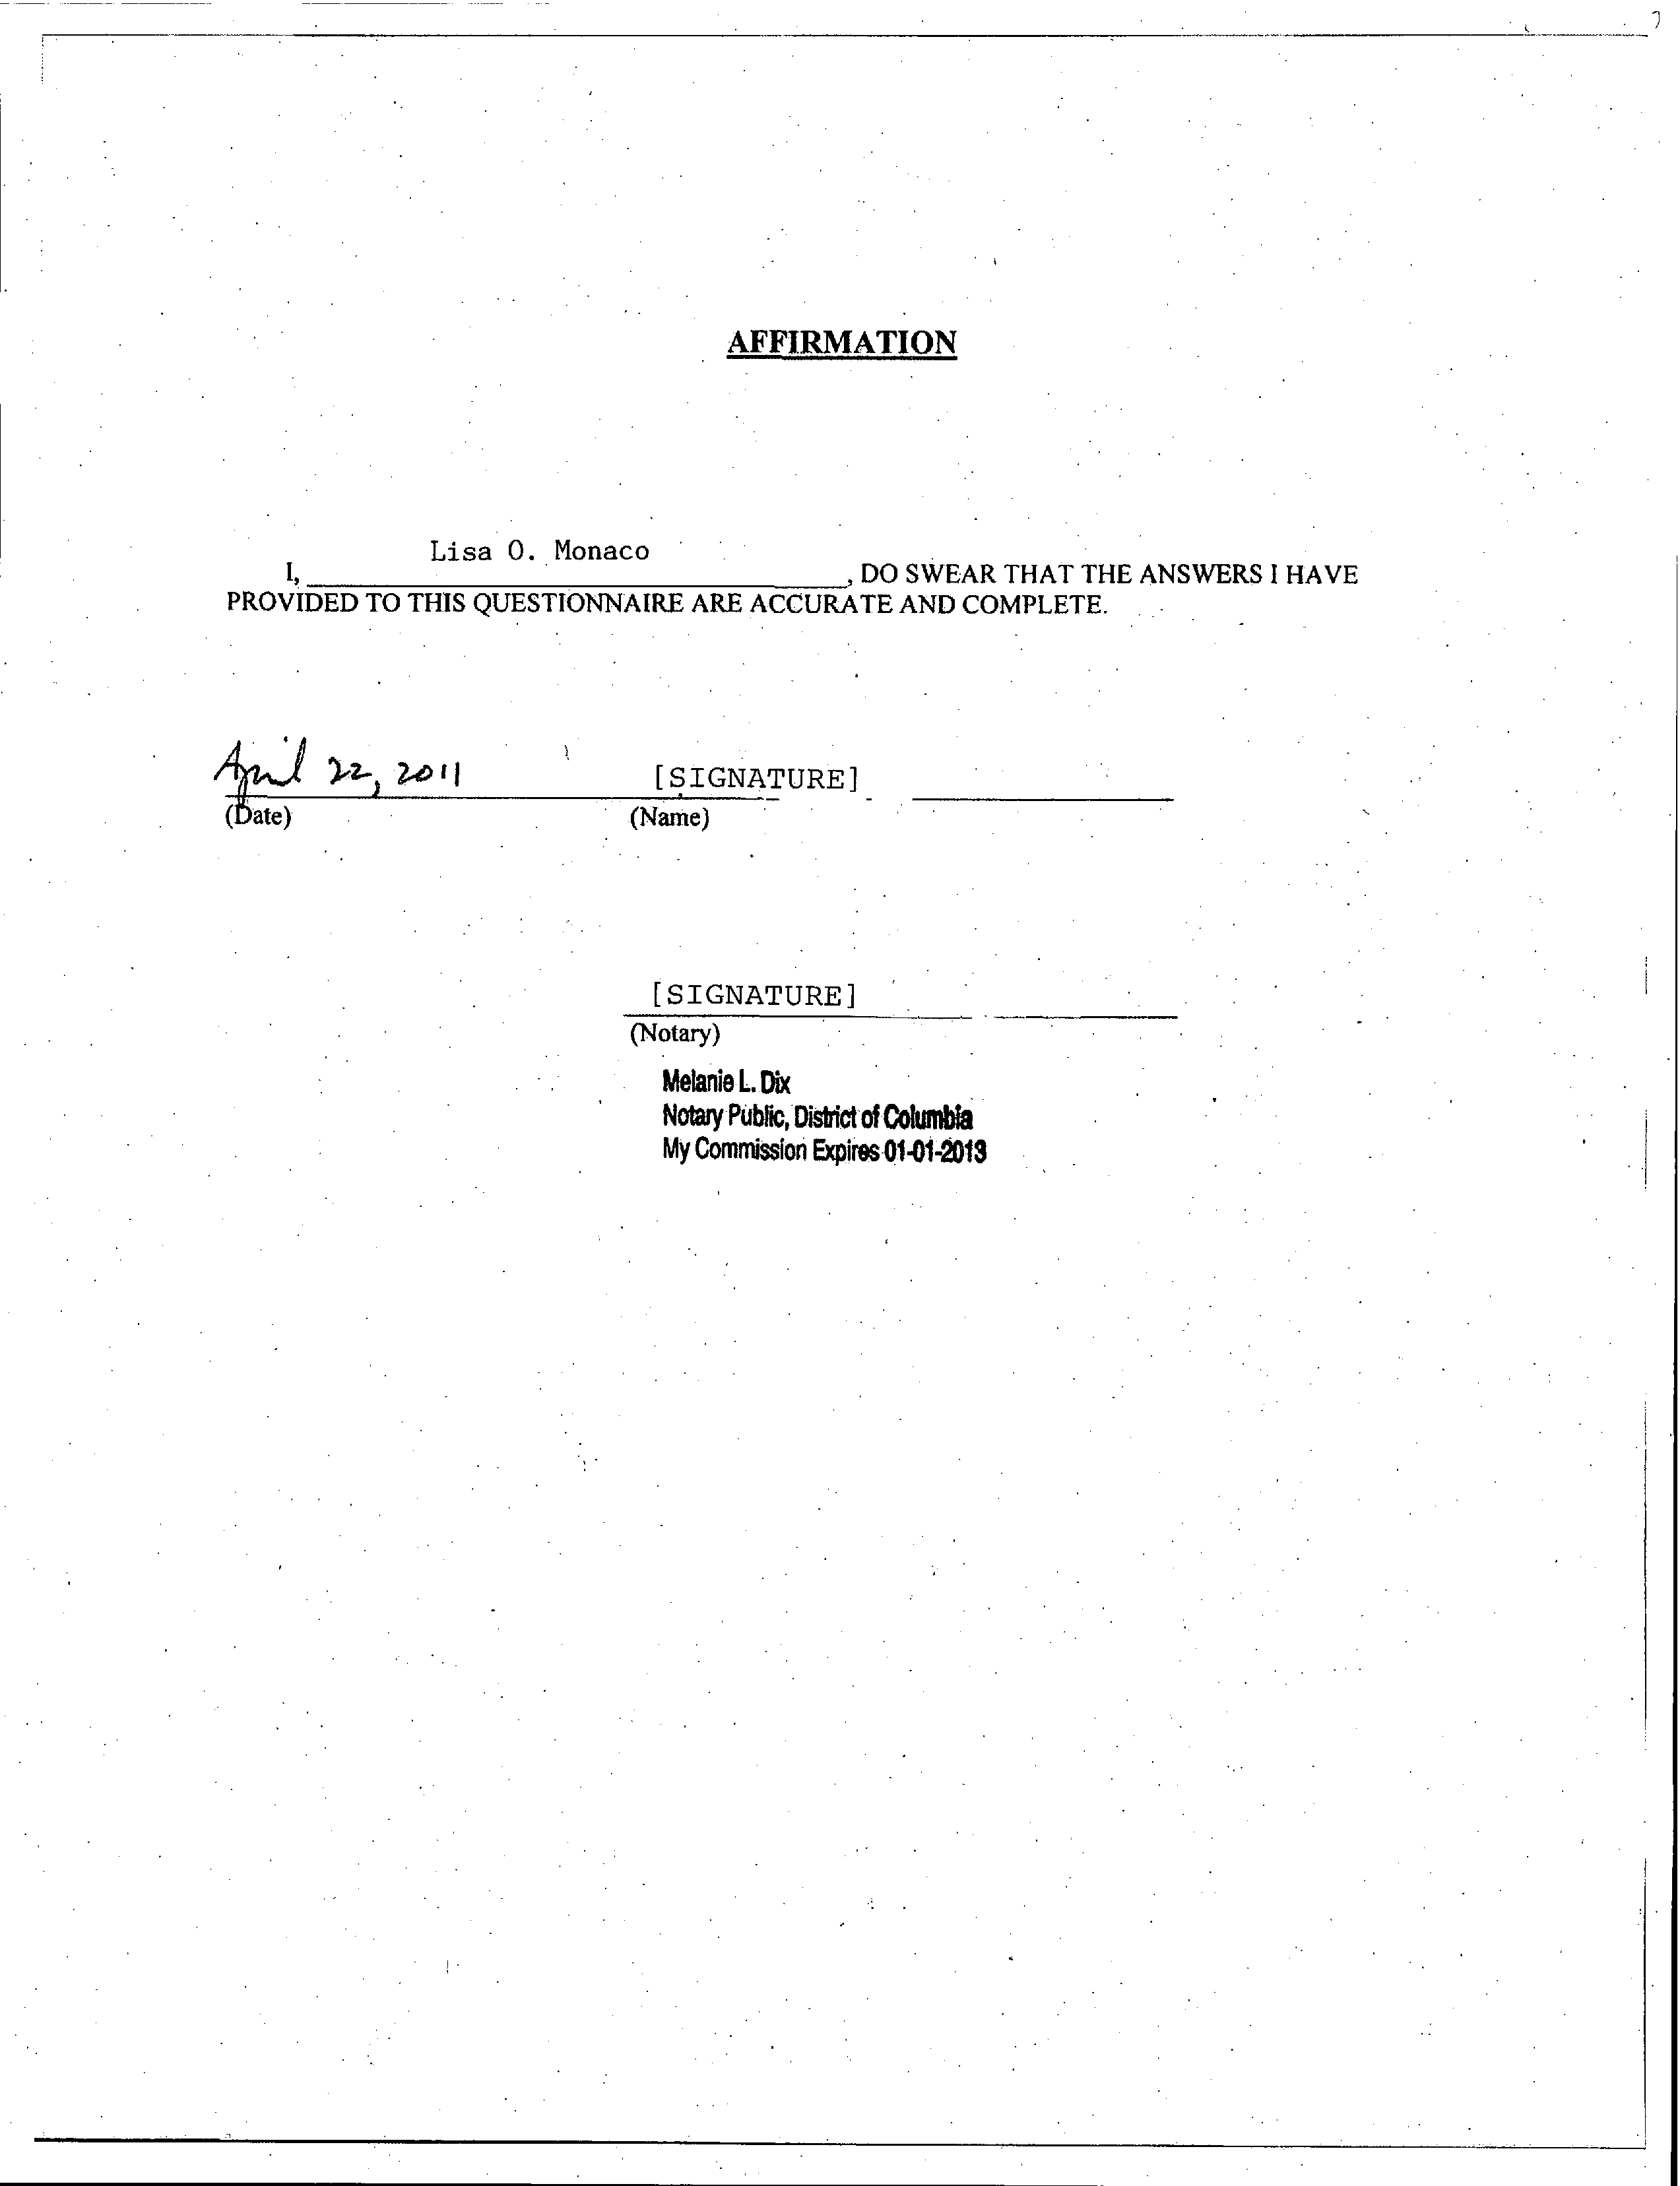 AFFIRMATION
Lisa O. Monaco
I, , DO SWEAR THAT THE ANSWERS I HAVE
PROVIDED TO THIS QUESTIONNAIRE ARE ACCURATE AND COMPLETE.
April 22, 2011 [SIGNATURE]
(Date) (Name)
[SIGNATURE]
(Notary)
Melanie L. Dix
Notary Public, District of Columbia
My Commission Expires 01-01-2013